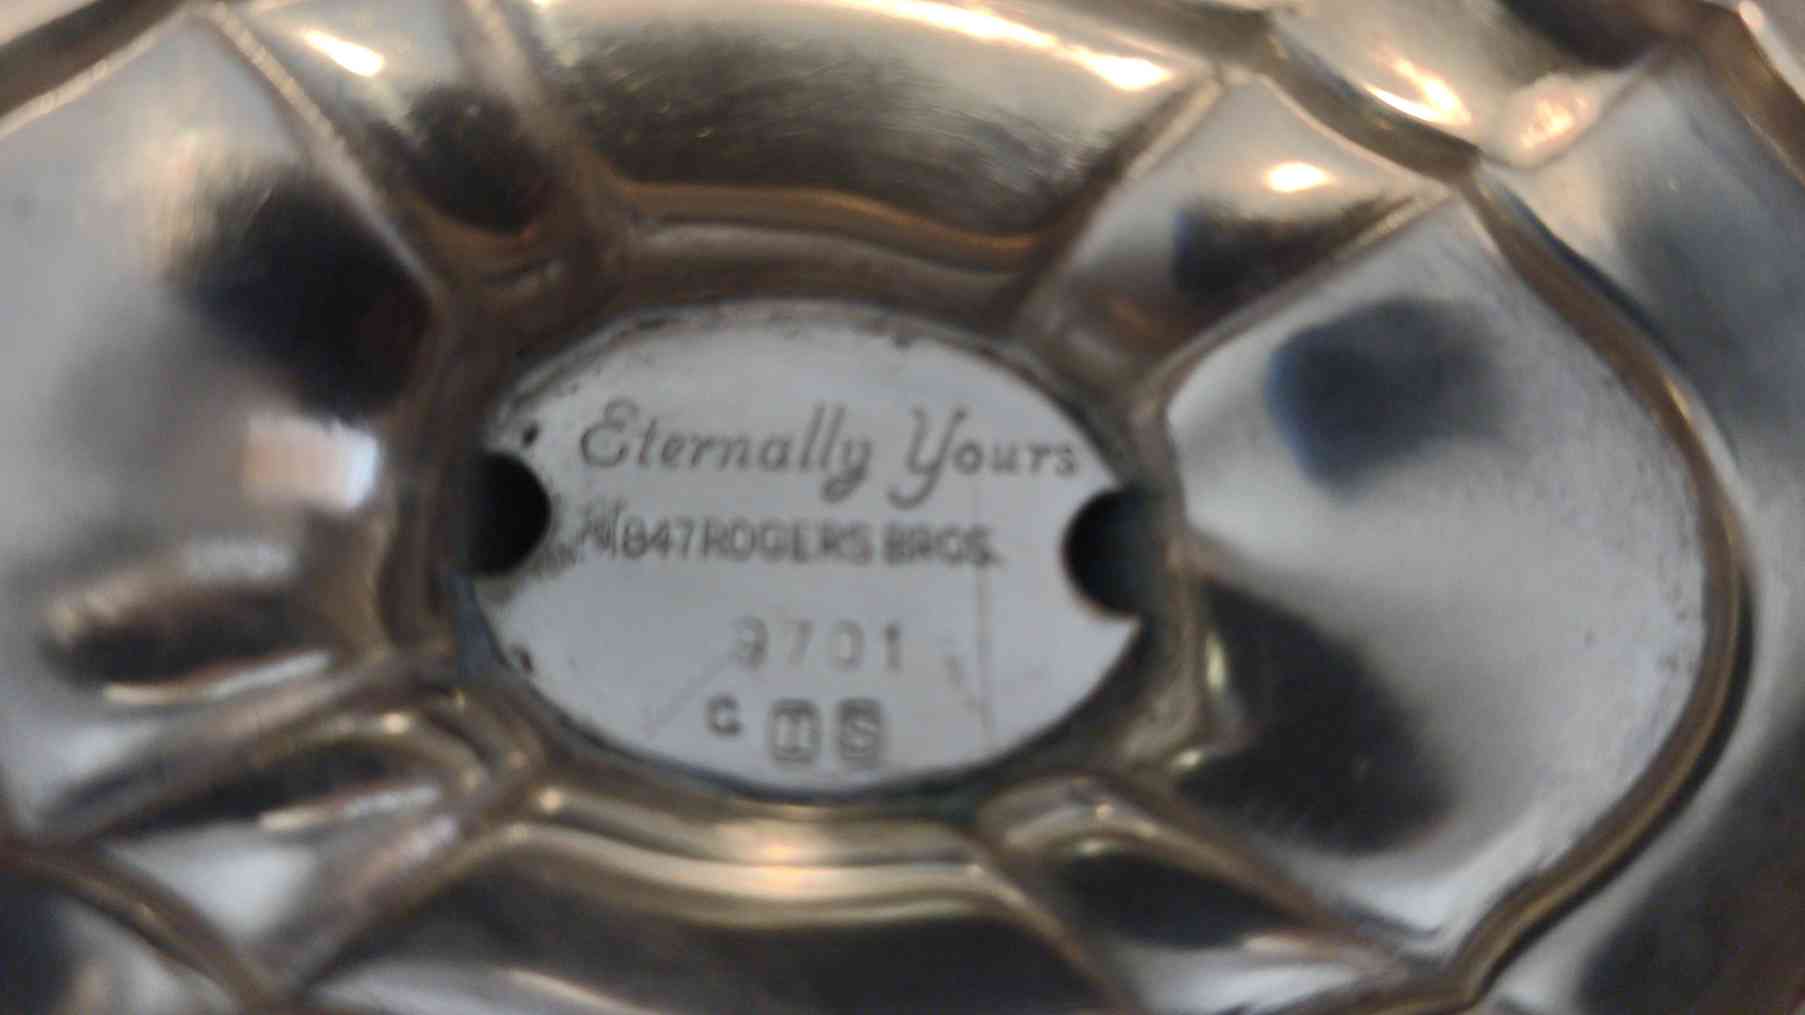 Eternally Yours
1847 ROGERS BROS.
9701
C I S